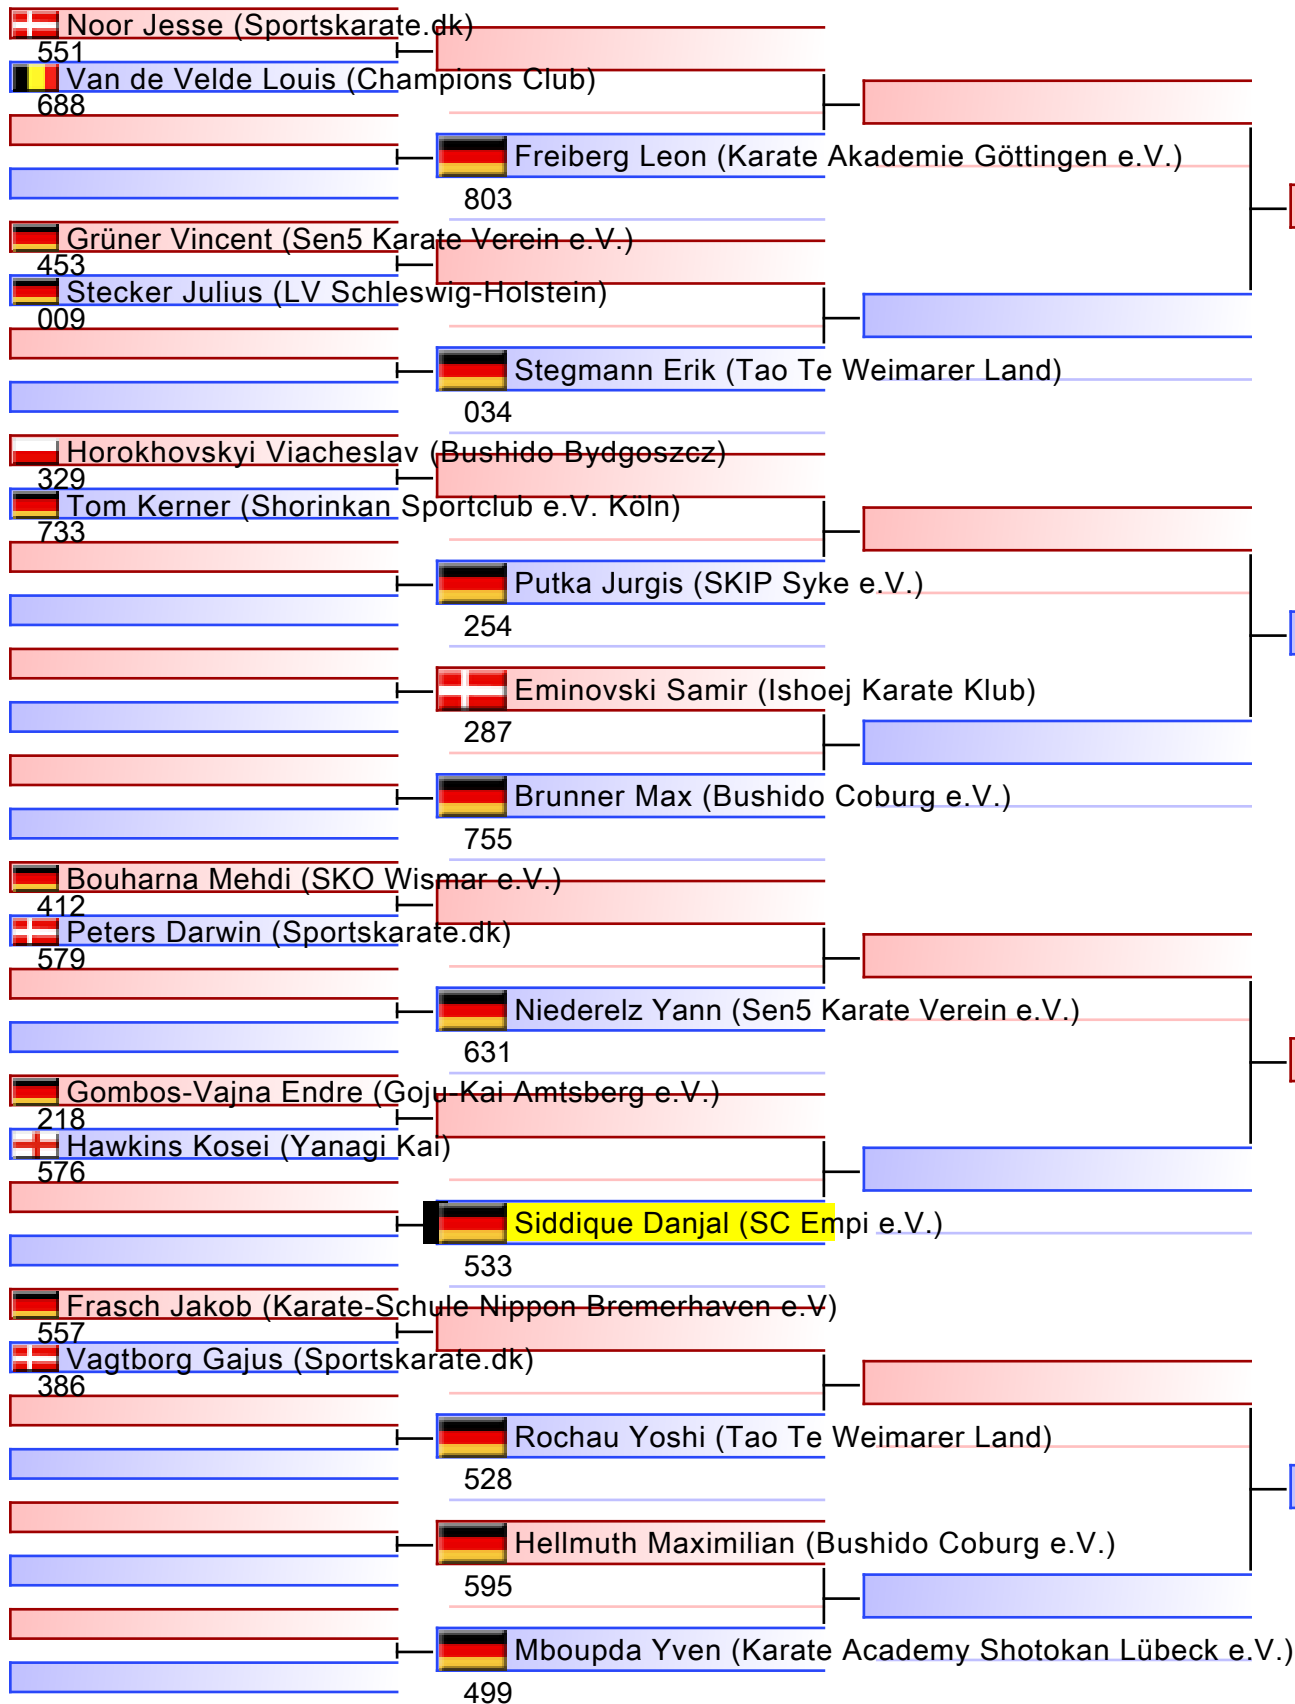 Noor Jesse (Sportskarate.dk)
551
Van de Velde Louis (Champions Club)
688
Freiberg Leon (Karate Akademie Göttingen e.V.)
803
Grüner Vincent (Sen5 Karate Verein e.V.)
453
Stecker Julius (LV Schleswig-Holstein)
009
Stegmann Erik (Tao Te Weimarer Land)
034
Horokhovskyi Viacheslav (Bushido Bydgoszcz)
329
Tom Kerner (Shorinkan Sportclub e.V. Köln)
733
Putka Jurgis (SKIP Syke e.V.)
254
Eminovski Samir (Ishoej Karate Klub)
287
Brunner Max (Bushido Coburg e.V.)
755
Bouharna Mehdi (SKO Wismar e.V.)
412
Peters Darwin (Sportskarate.dk)
579
Niederelz Yann (Sen5 Karate Verein e.V.)
631
Gombos-Vajna Endre (Goju-Kai Amtsberg e.V.)
218
Hawkins Kosei (Yanagi Kai)
576
Siddique Danjal (SC Empi e.V.)
533
Frasch Jakob (Karate-Schule Nippon Bremerhaven e.V)
557
Vagtborg Gajus (Sportskarate.dk)
386
Rochau Yoshi (Tao Te Weimarer Land)
528
Hellmuth Maximilian (Bushido Coburg e.V.)
595
Mboupda Yven (Karate Academy Shotokan Lübeck e.V.)
499